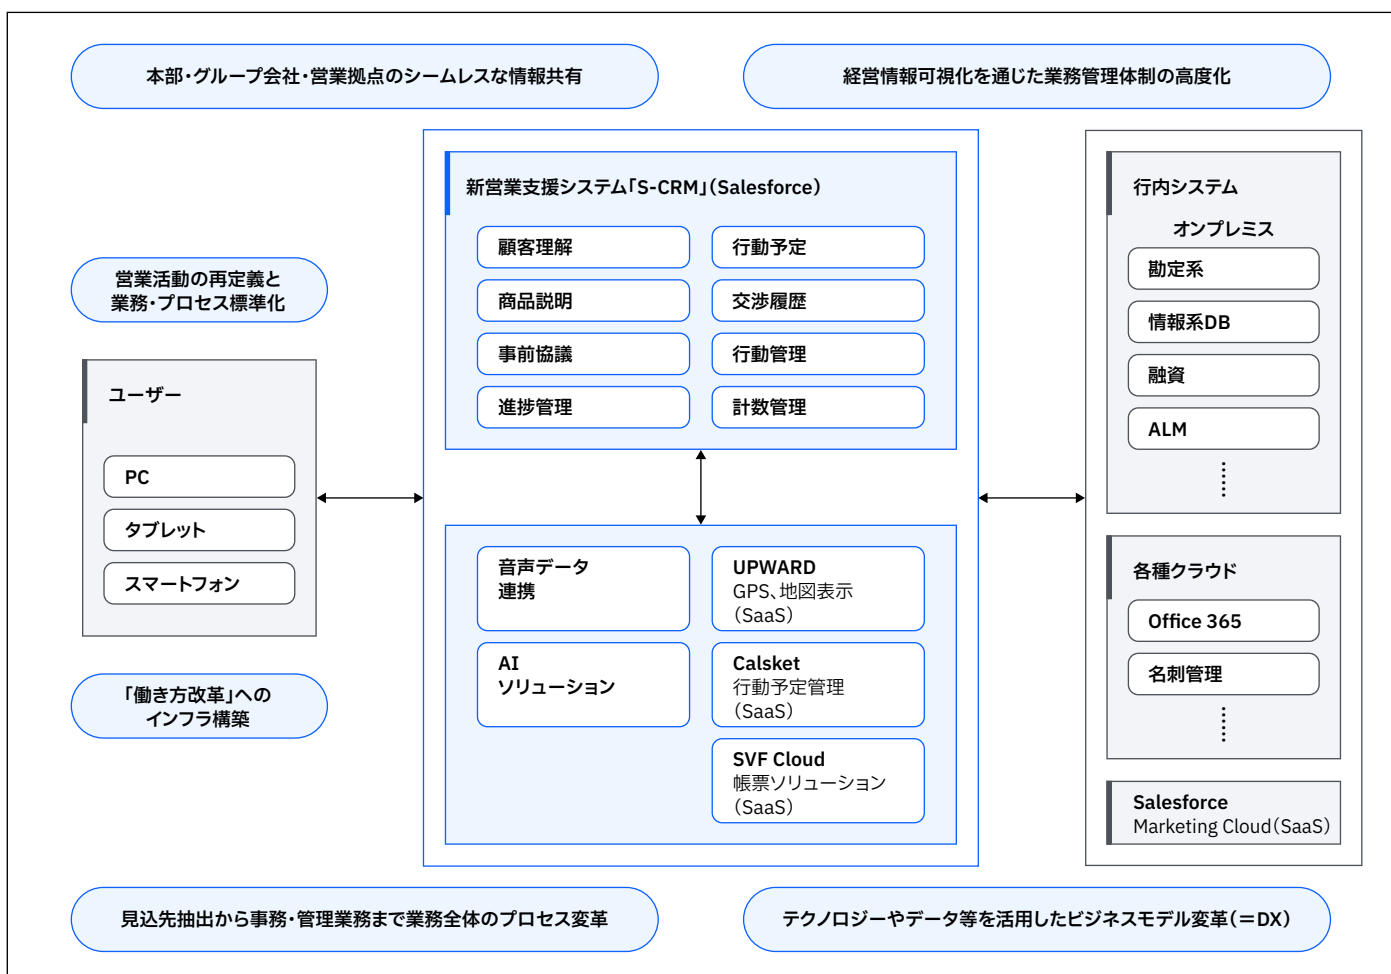 本部・グループ会社・営業拠点のシームレスな情報共有
経営情報可視化を通じた業務管理体制の高度化
営業活動の再定義と
業務・プロセス標準化
ユーザー
PC
タブレット
スマートフォン
「働き方改革」への
インフラ構築
新営業支援システム「S-CRM」（Salesforce）
顧客理解
行動予定
商品説明
交渉履歴
事前協議
行動管理
進捗管理
計数管理
音声データ
連携
UPWARD
GPS、地図表示
（SaaS）
AI
ソリューション
Calsket
行動予定管理
（SaaS）
SVF Cloud
帳票ソリューション
（SaaS）
行内システム
オンプレミス
勘定系
情報系DB
融資
ALM
各種クラウド
Office 365
名刺管理
Salesforce
Marketing Cloud（SaaS）
見込先抽出から事務・管理業務まで業務全体のプロセス変革
テクノロジーやデータ等を活用したビジネスモデル変革（＝DX）